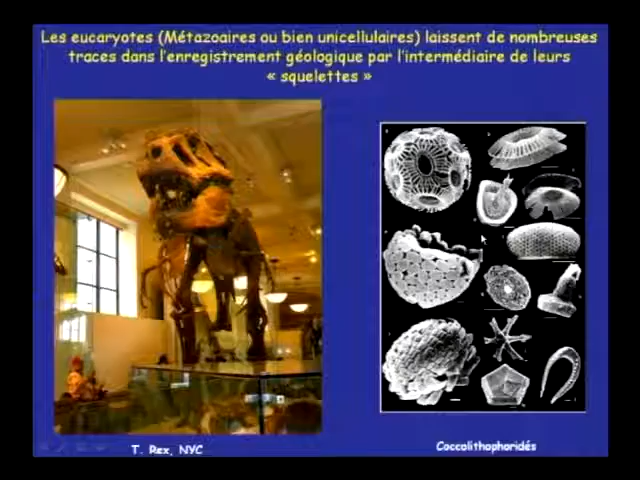 Les eucaryotes (Métazoaires ou bien unicellulaires) laissent de nombreuses
traces dans l'enregistrement géologique par l'intermédiaire de leurs
« squelettes »
T. Rex, NYC
Coccolithophoridés